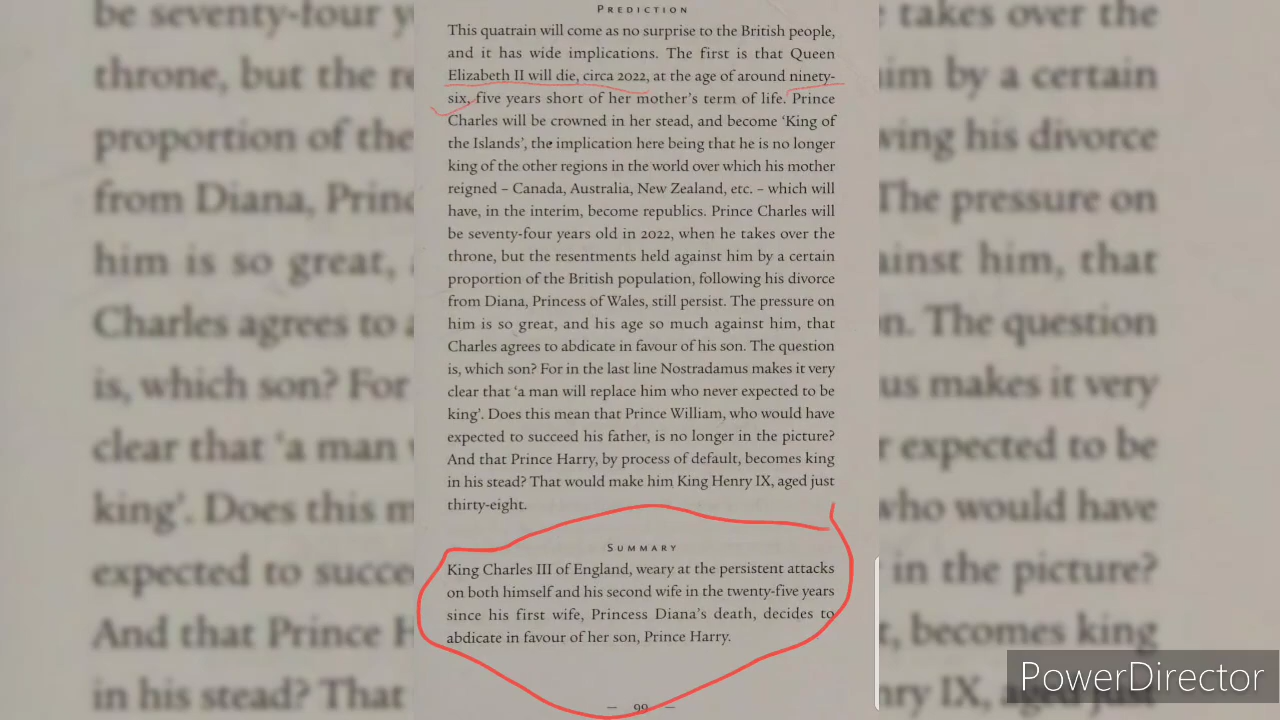 PREDICTION
This quatrain will come as no surprise to the British people,
and it has wide implications. The first is that Queen
Elizabeth II will die, circa 2022, at the age of around ninety-
six, five years short of her mother's term of life. Prince
Charles will be crowned in her stead, and become 'King of
the Islands', the implication here being that he is no longer
king of the other regions in the world over which his mother
reigned – Canada, Australia, New Zealand, etc. – which will
have, in the interim, become republics. Prince Charles will
be seventy-four years old in 2022, when he takes over the
throne, but the resentments held against him by a certain
proportion of the British population, following his divorce
from Diana, Princess of Wales, still persist. The pressure on
him is so great, and his age so much against him, that
Charles agrees to abdicate in favour of his son. The question
is, which son? For in the last line Nostradamus makes it very
clear that 'a man will replace him who never expected to be
king'. Does this mean that Prince William, who would have
expected to succeed his father, is no longer in the picture?
And that Prince Harry, by process of default, becomes king
in his stead? That would make him King Henry IX, aged just
thirty-eight.
SUMMARY
King Charles III of England, weary at the persistent attacks
on both himself and his second wife in the twenty-five years
since his first wife, Princess Diana's death, decides to
abdicate in favour of her son, Prince Harry.
— 99 —
PowerDirector